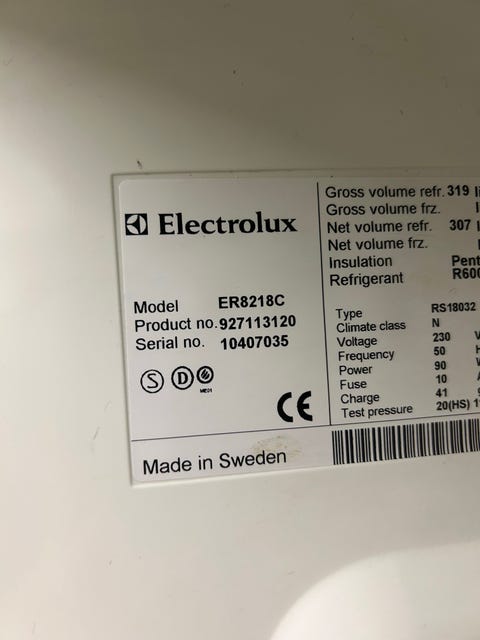 Electrolux
Model ER8218C
Product no. 927113120
Serial no. 10407035
S D
CE
Made in Sweden
Gross volume refr. 319
Gross volume frz.
Net volume refr. 307
Net volume frz.
Insulation Pent
Refrigerant R600
Type RS18032
Climate class N
Voltage 230 V
Frequency 50
Power 90
Fuse 10
Charge 41
Test pressure 20(HS)